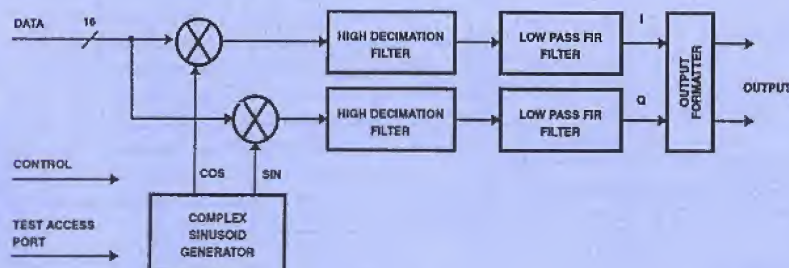 DATA
16
HIGH DECIMATION
FILTER
LOW PASS FIR
FILTER
I
OUTPUT
FORMATTER
OUTPUT
HIGH DECIMATION
FILTER
LOW PASS FIR
FILTER
Q
CONTROL
COS
SIN
TEST ACCESS
PORT
COMPLEX
SINUSOID
GENERATOR